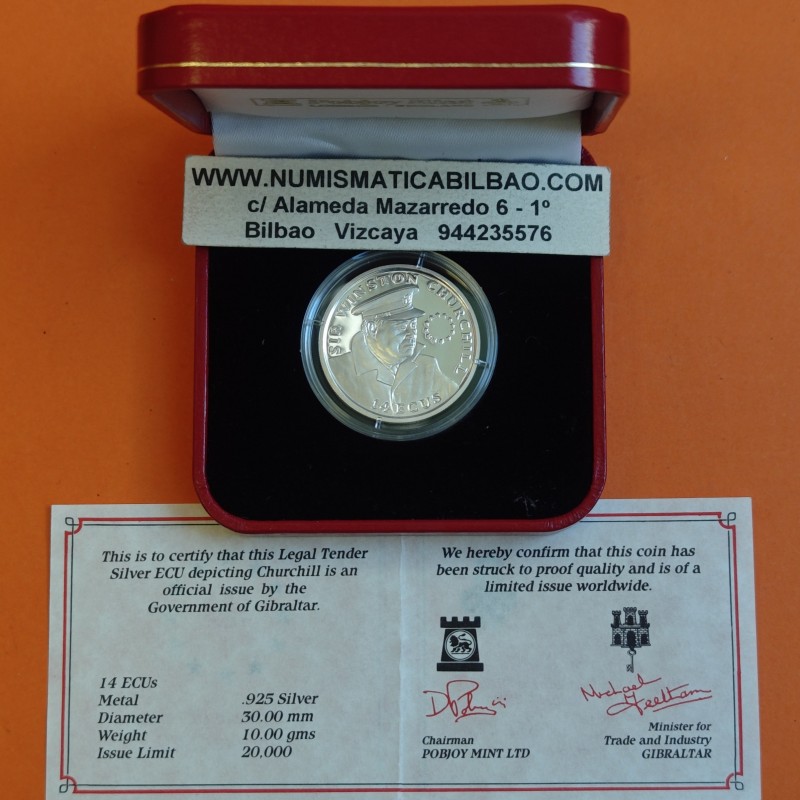 WWW.NUMISMATICABILBAO.COM
c/ Alameda Mazarredo 6 - 1º
Bilbao Vizcaya 944235576
SIR WINSTON CHURCHILL
14 ECUS
This is to certify that this Legal Tender
Silver ECU depicting Churchill is an
official issue by the
Government of Gibraltar.
14 ECUs
Metal .925 Silver
Diameter 30.00 mm
Weight 10.00 gms
Issue Limit 20,000
We hereby confirm that this coin has
been struck to proof quality and is of a
limited issue worldwide.
Chairman
POBJOY MINT LTD
Michael Feetham
Minister for
Trade and Industry
GIBRALTAR